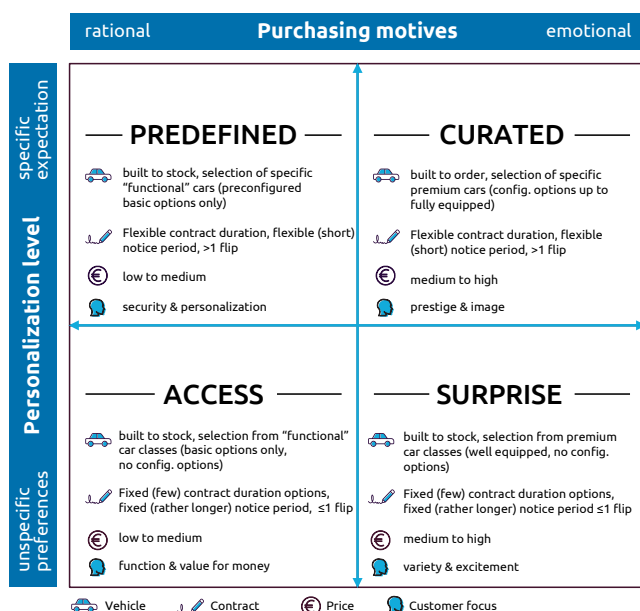 rational Purchasing motives emotional
specific
expectation
Personalization level
unspecific
preferences
PREDEFINED
built to stock, selection of specific
“functional” cars (preconfigured
basic options only)
Flexible contract duration, flexible (short)
notice period, >1 flip
low to medium
security & personalization
CURATED
built to order, selection of specific
premium cars (config. options up to
fully equipped)
Flexible contract duration, flexible
(short) notice period, >1 flip
medium to high
prestige & image
ACCESS
built to stock, selection from “functional”
car classes (basic options only,
no config. options)
Fixed (few) contract duration options,
fixed (rather longer) notice period, ≤1 flip
low to medium
function & value for money
SURPRISE
built to stock, selection from premium
car classes (well equipped, no config.
options)
Fixed (few) contract duration options,
fixed (rather longer) notice period ≤1 flip
medium to high
variety & excitement
Vehicle Contract Price Customer focus